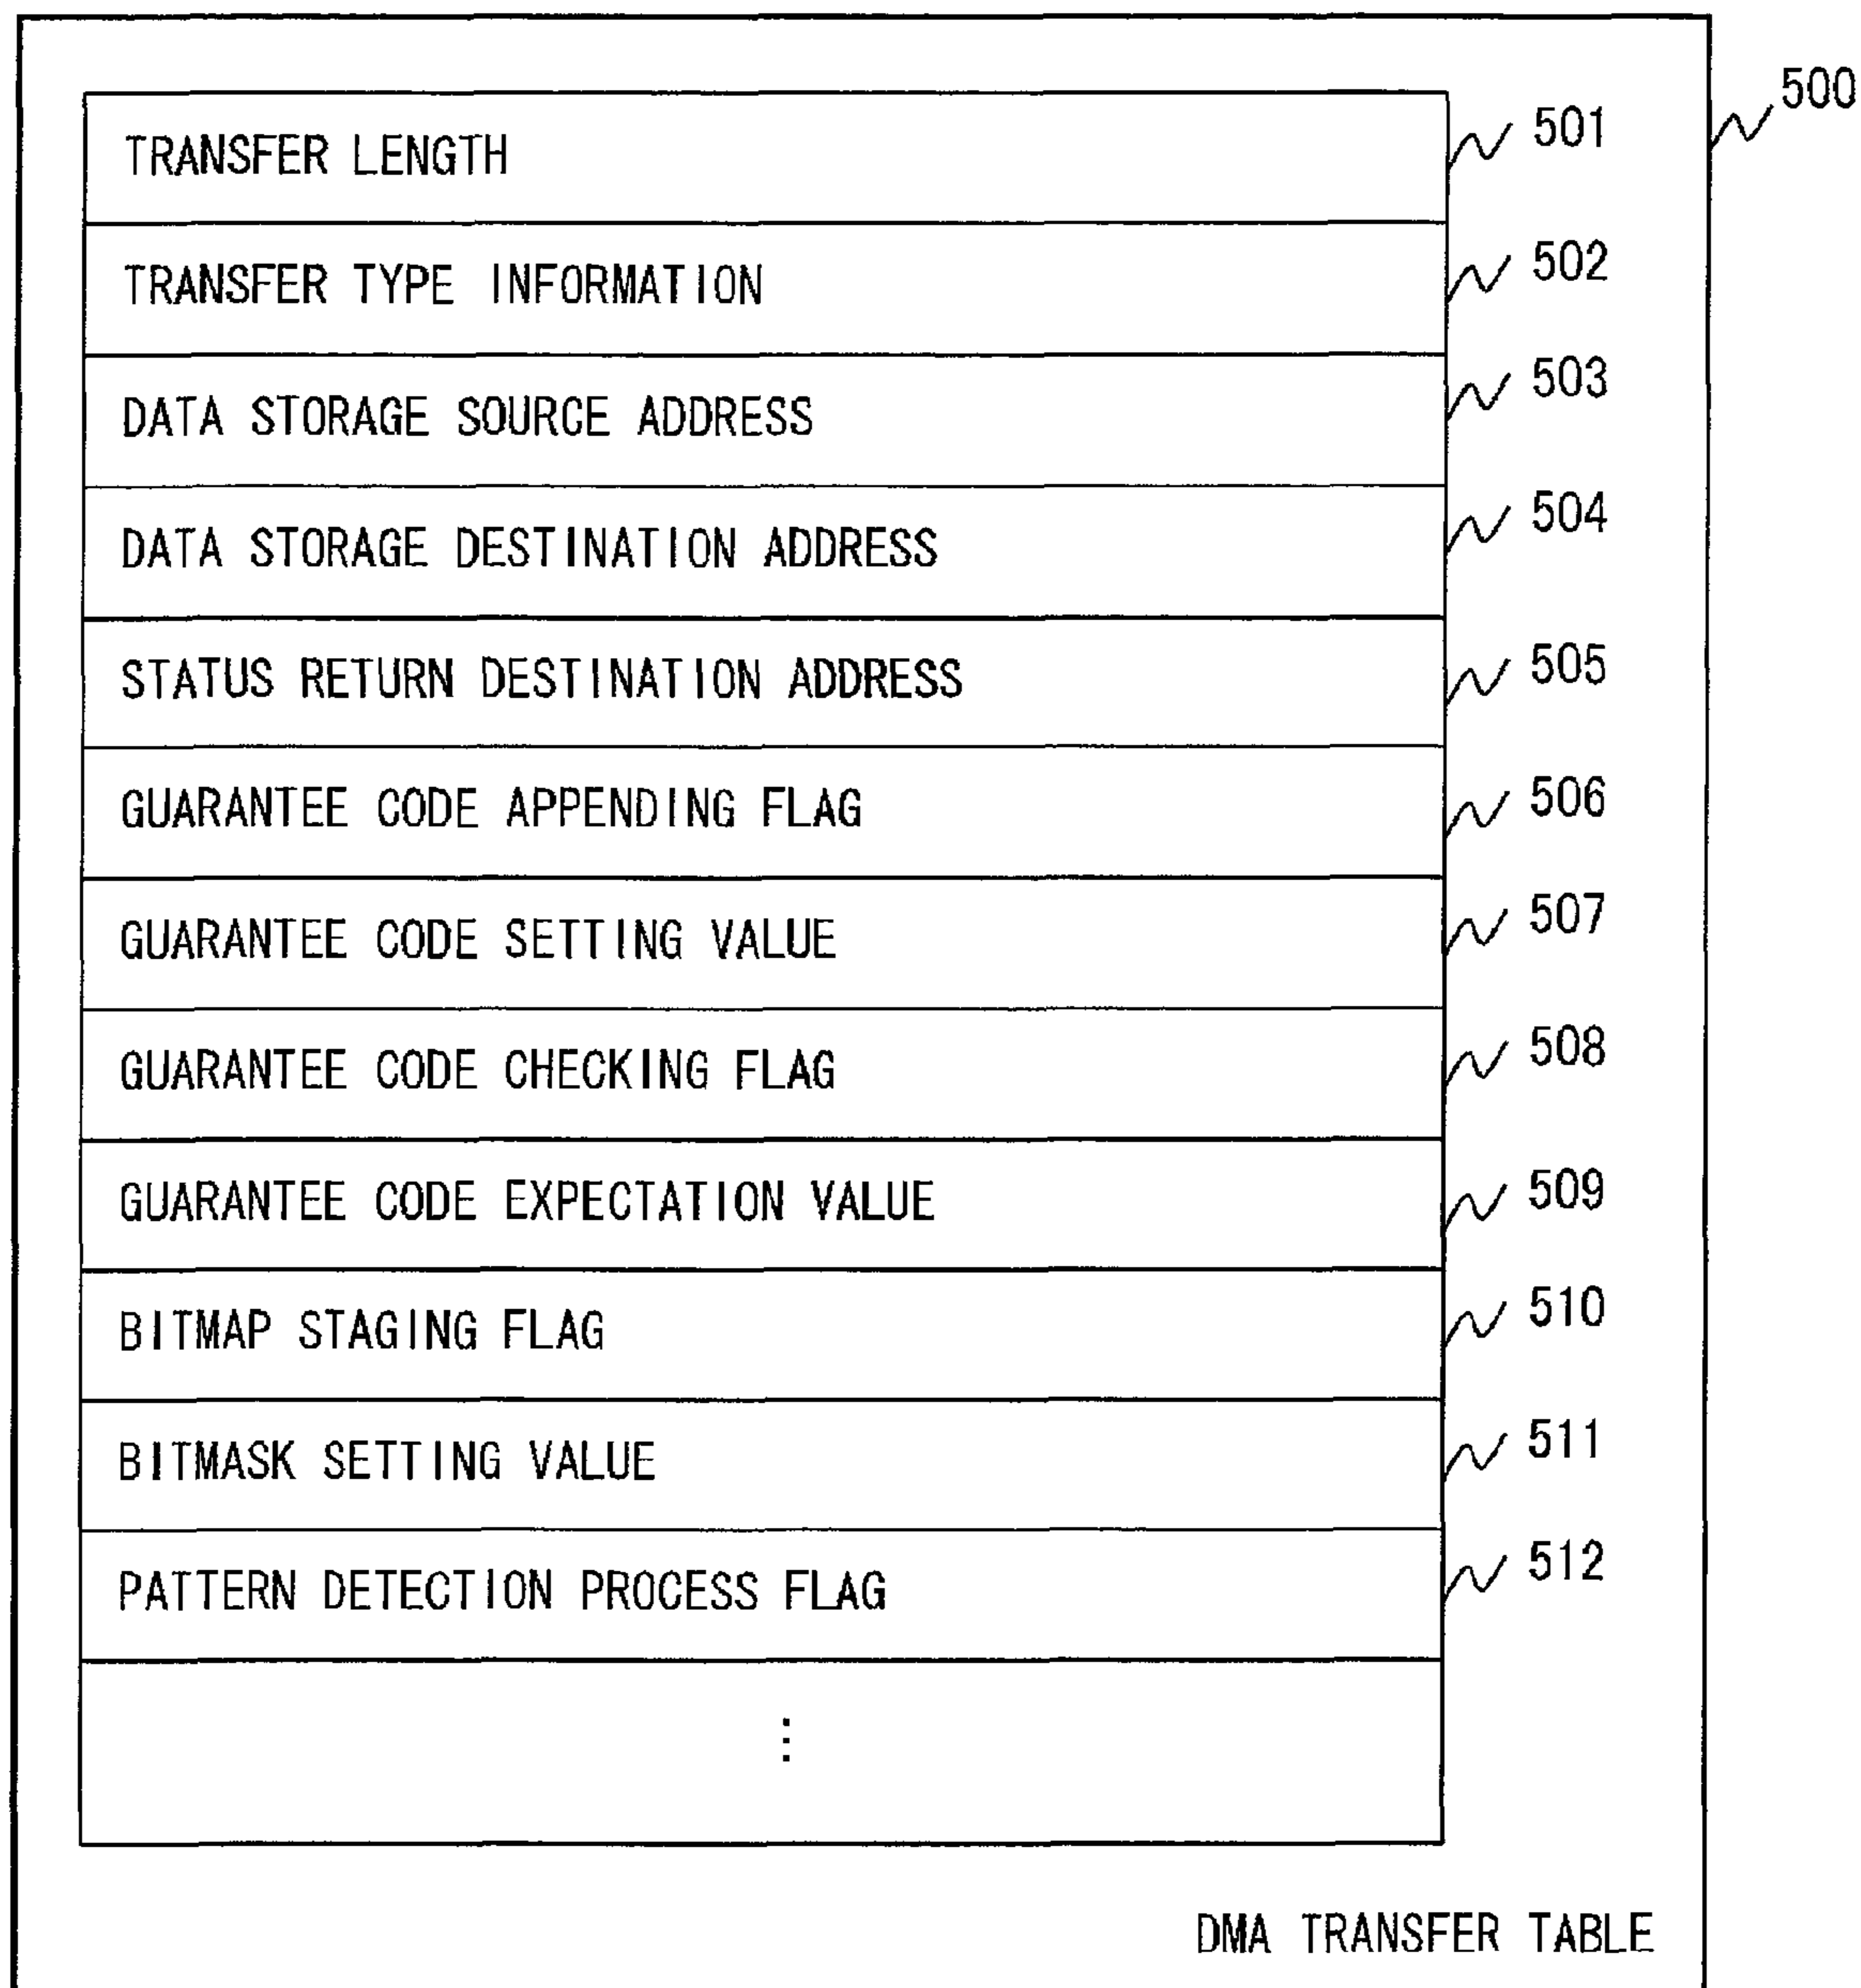 500
TRANSFER LENGTH 501
TRANSFER TYPE INFORMATION 502
DATA STORAGE SOURCE ADDRESS 503
DATA STORAGE DESTINATION ADDRESS 504
STATUS RETURN DESTINATION ADDRESS 505
GUARANTEE CODE APPENDING FLAG 506
GUARANTEE CODE SETTING VALUE 507
GUARANTEE CODE CHECKING FLAG 508
GUARANTEE CODE EXPECTATION VALUE 509
BITMAP STAGING FLAG 510
BITMASK SETTING VALUE 511
PATTERN DETECTION PROCESS FLAG 512
⋮
DMA TRANSFER TABLE